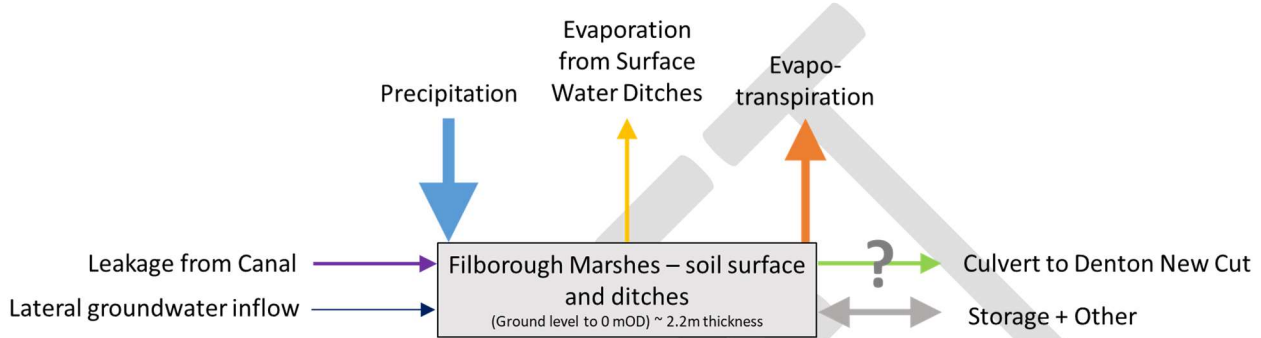 Evaporation
from Surface
Water Ditches
Evapo-
transpiration
Precipitation
Leakage from Canal
Lateral groundwater inflow
Filborough Marshes – soil surface
and ditches
(Ground level to 0 mOD) ~ 2.2m thickness
?
Culvert to Denton New Cut
Storage + Other